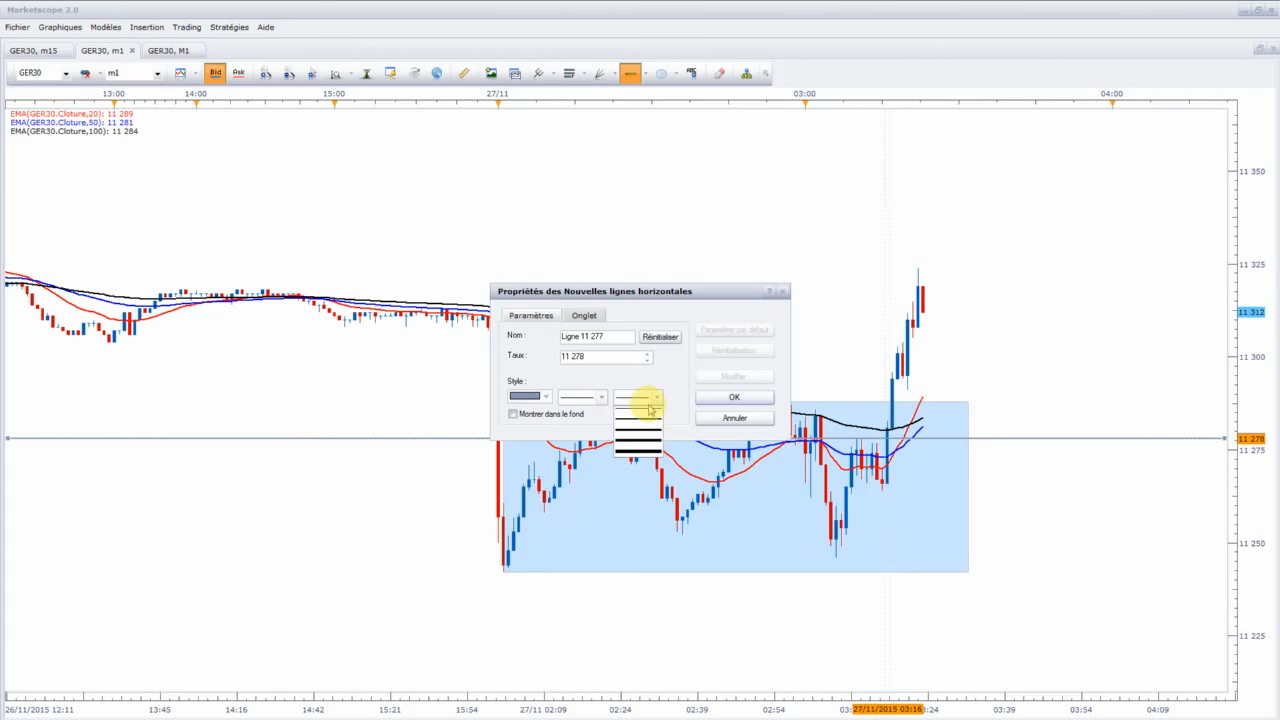 Marketscope 2.0
Fichier Graphiques Modèles Insertion Trading Stratégies Aide
GER30, m15 GER30, m1 GER30, M1
GER30 m1 Bid Ask
13:00 14:00 15:00 27/11 03:00 04:00
EMA(GER30.Cloture,20): 11 289
EMA(GER30.Cloture,50): 11 281
EMA(GER30.Cloture,100): 11 284
11 350
11 325
11 312
11 300
11 278
11 275
11 250
11 225
Propriétés des Nouvelles lignes horizontales
Paramètres Onglet
Nom : Ligne 11 277 Réinitialiser
Taux : 11 278
Style :
Montrer dans le fond
Paramétrer par défaut
Réinitialisation
Modifier
OK
Annuler
26/11/2015 12:11 13:45 14:16 14:42 15:21 15:54 27/11 02:09 02:24 02:39 02:54 03: 27/11/2015 03:16 3:24 03:39 03:54 04:09